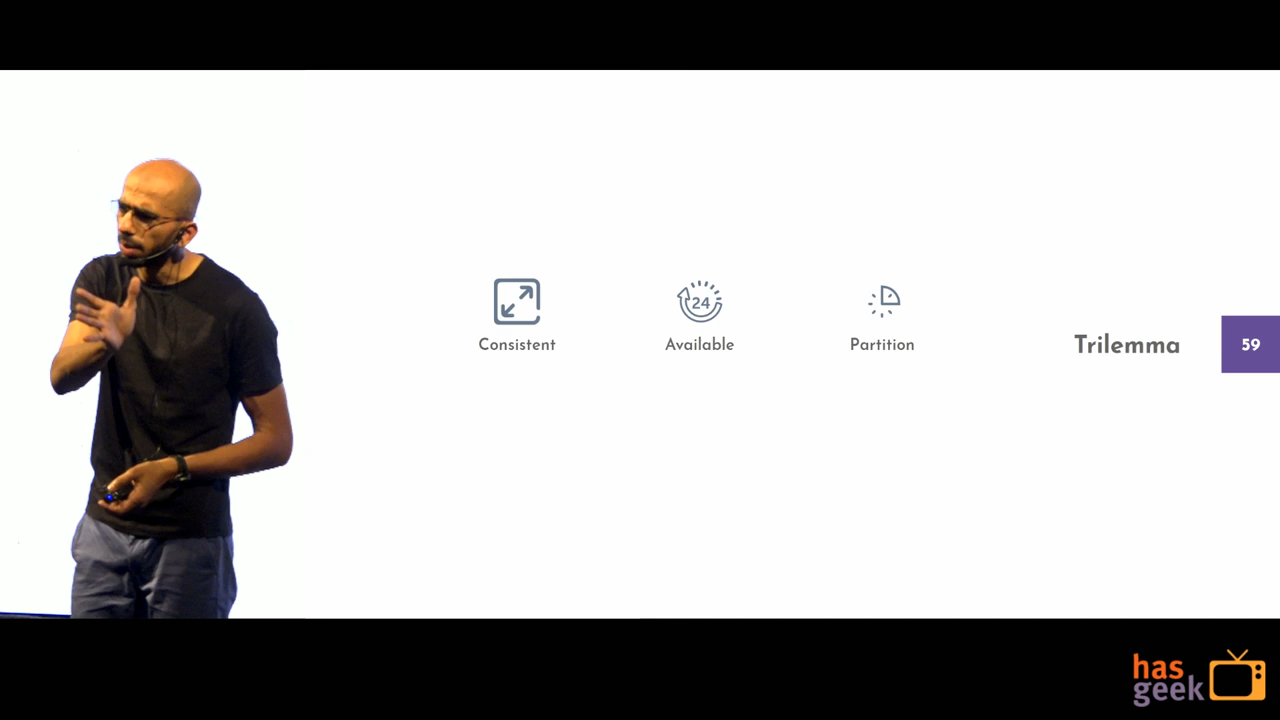 24
Consistent
Available
Partition
Trilemma
59
has
geek